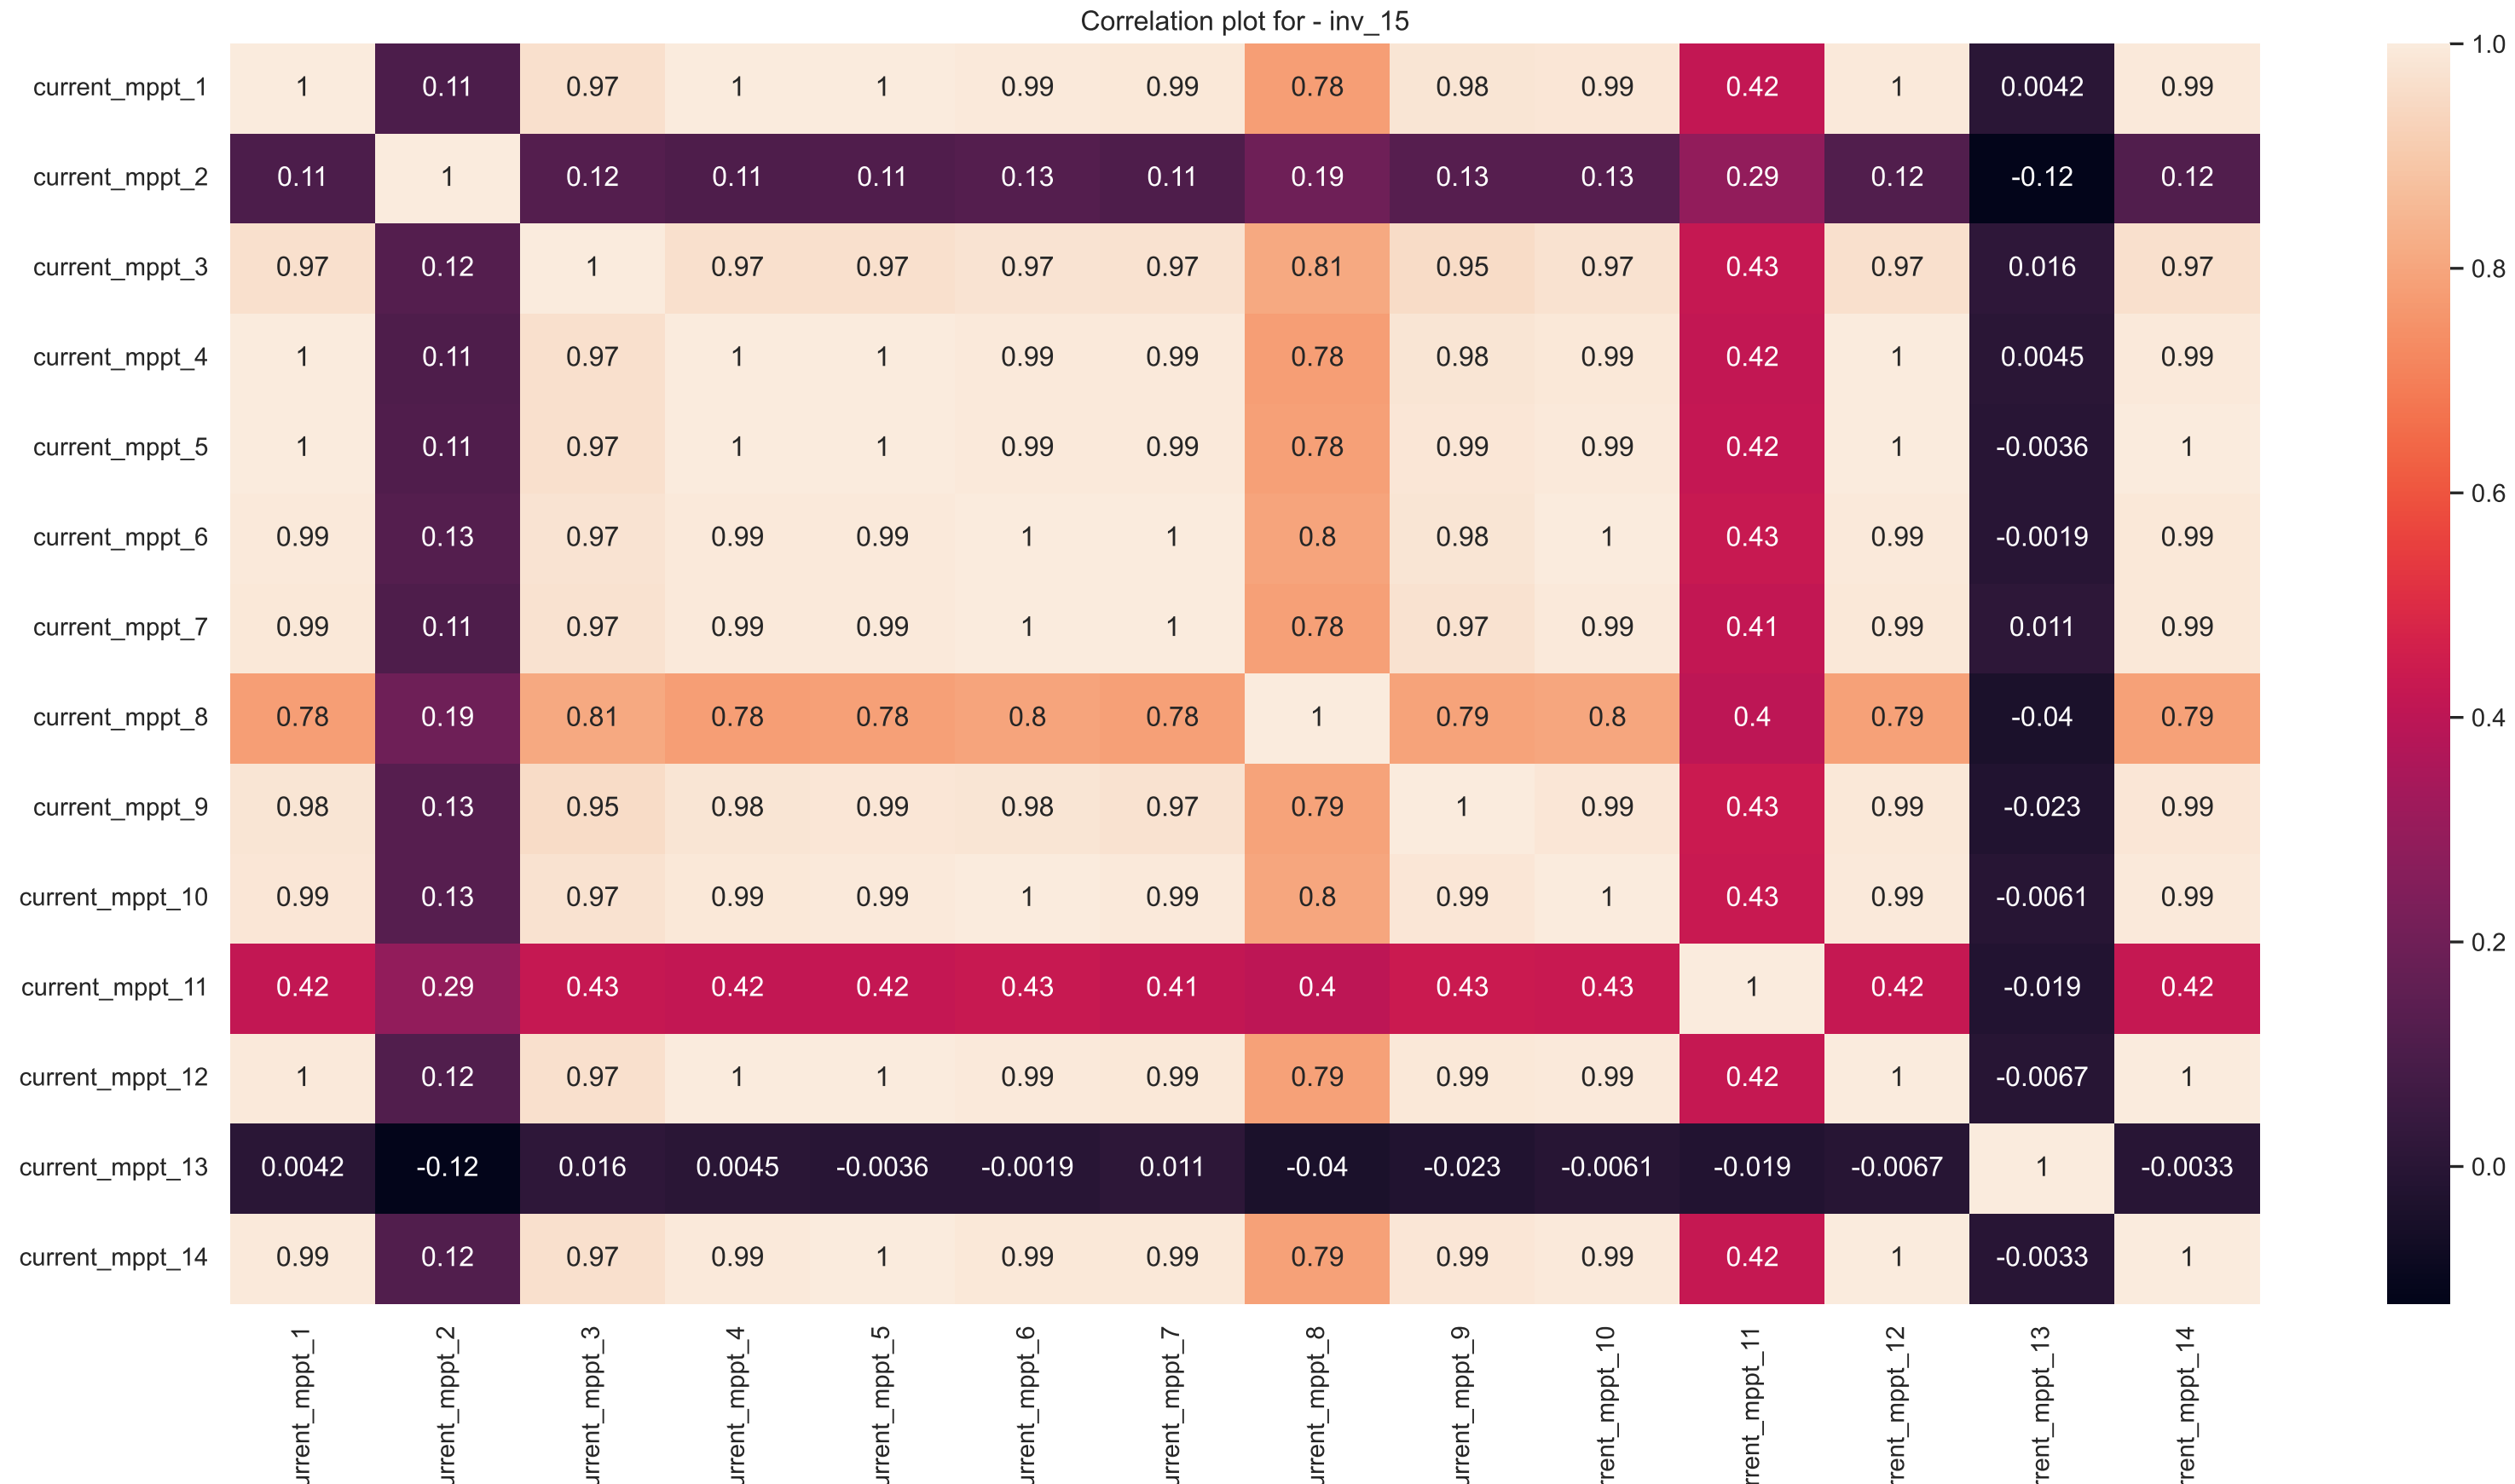 Correlation plot for - inv_15
current_mppt_1 1 0.11 0.97 1 1 0.99 0.99 0.78 0.98 0.99 0.42 1 0.0042 0.99
current_mppt_2 0.11 1 0.12 0.11 0.11 0.13 0.11 0.19 0.13 0.13 0.29 0.12 -0.12 0.12
current_mppt_3 0.97 0.12 1 0.97 0.97 0.97 0.97 0.81 0.95 0.97 0.43 0.97 0.016 0.97
current_mppt_4 1 0.11 0.97 1 1 0.99 0.99 0.78 0.98 0.99 0.42 1 0.0045 0.99
current_mppt_5 1 0.11 0.97 1 1 0.99 0.99 0.78 0.99 0.99 0.42 1 -0.0036 1
current_mppt_6 0.99 0.13 0.97 0.99 0.99 1 1 0.8 0.98 1 0.43 0.99 -0.0019 0.99
current_mppt_7 0.99 0.11 0.97 0.99 0.99 1 1 0.78 0.97 0.99 0.41 0.99 0.011 0.99
current_mppt_8 0.78 0.19 0.81 0.78 0.78 0.8 0.78 1 0.79 0.8 0.4 0.79 -0.04 0.79
current_mppt_9 0.98 0.13 0.95 0.98 0.99 0.98 0.97 0.79 1 0.99 0.43 0.99 -0.023 0.99
current_mppt_10 0.99 0.13 0.97 0.99 0.99 1 0.99 0.8 0.99 1 0.43 0.99 -0.0061 0.99
current_mppt_11 0.42 0.29 0.43 0.42 0.42 0.43 0.41 0.4 0.43 0.43 1 0.42 -0.019 0.42
current_mppt_12 1 0.12 0.97 1 1 0.99 0.99 0.79 0.99 0.99 0.42 1 -0.0067 1
current_mppt_13 0.0042 -0.12 0.016 0.0045 -0.0036 -0.0019 0.011 -0.04 -0.023 -0.0061 -0.019 -0.0067 1 -0.0033
current_mppt_14 0.99 0.12 0.97 0.99 1 0.99 0.99 0.79 0.99 0.99 0.42 1 -0.0033 1
urrent_mppt_1
urrent_mppt_2
urrent_mppt_3
urrent_mppt_4
urrent_mppt_5
urrent_mppt_6
urrent_mppt_7
urrent_mppt_8
urrent_mppt_9
rrent_mppt_10
rrent_mppt_11
rrent_mppt_12
rrent_mppt_13
rrent_mppt_14
1.0
0.8
0.6
0.4
0.2
0.0